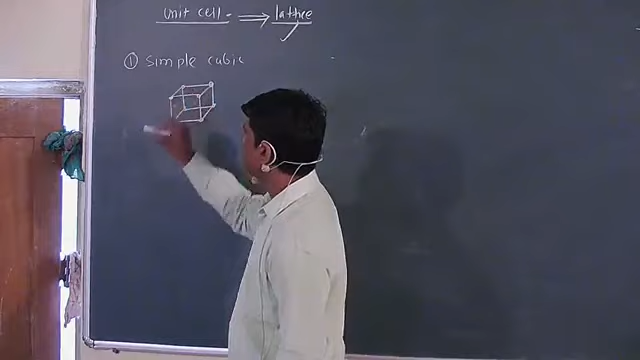 unit cell. ⟹ lattice
① simple cubic